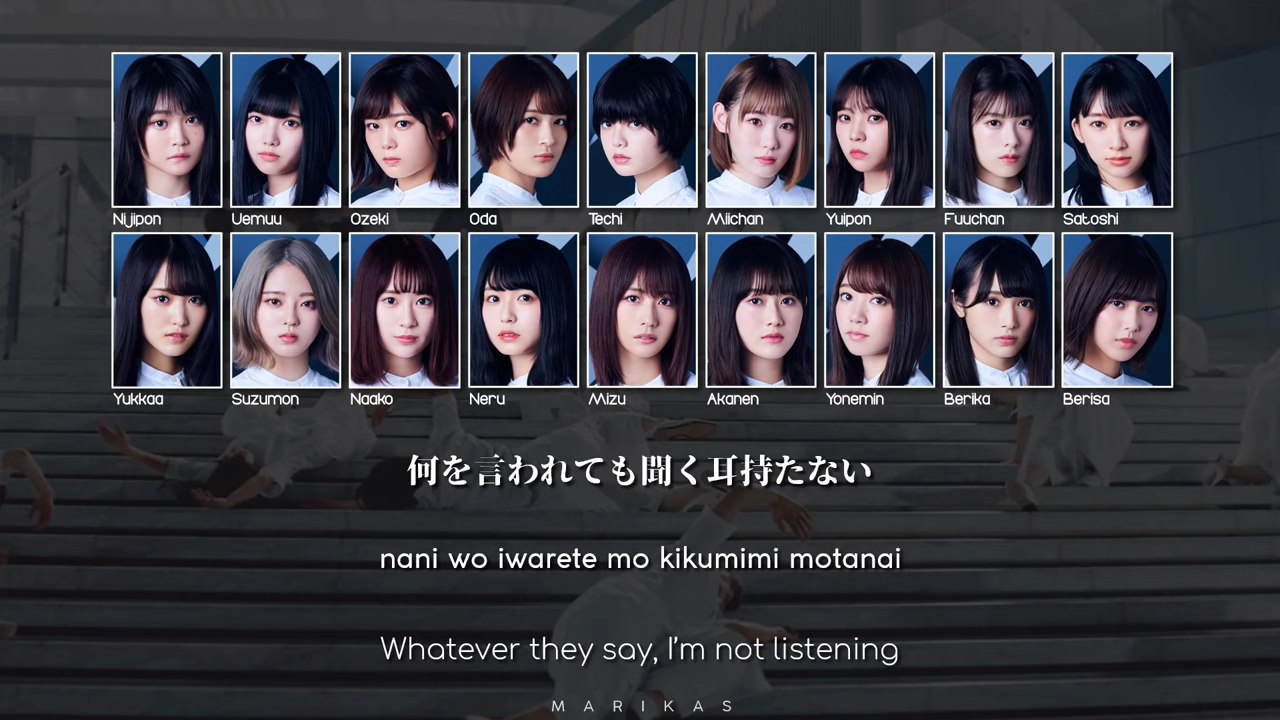 Nijipon Uemuu Ozeki Oda Techi Miichan Yuipon Fuuchan Satoshi
Yukkaa Suzumon Naako Neru Mizu Akanen Yonemin Berika Berisa
何を言われても聞く耳持たない
nani wo iwarete mo kikumimi motanai
Whatever they say, I'm not listening
MARIKAS